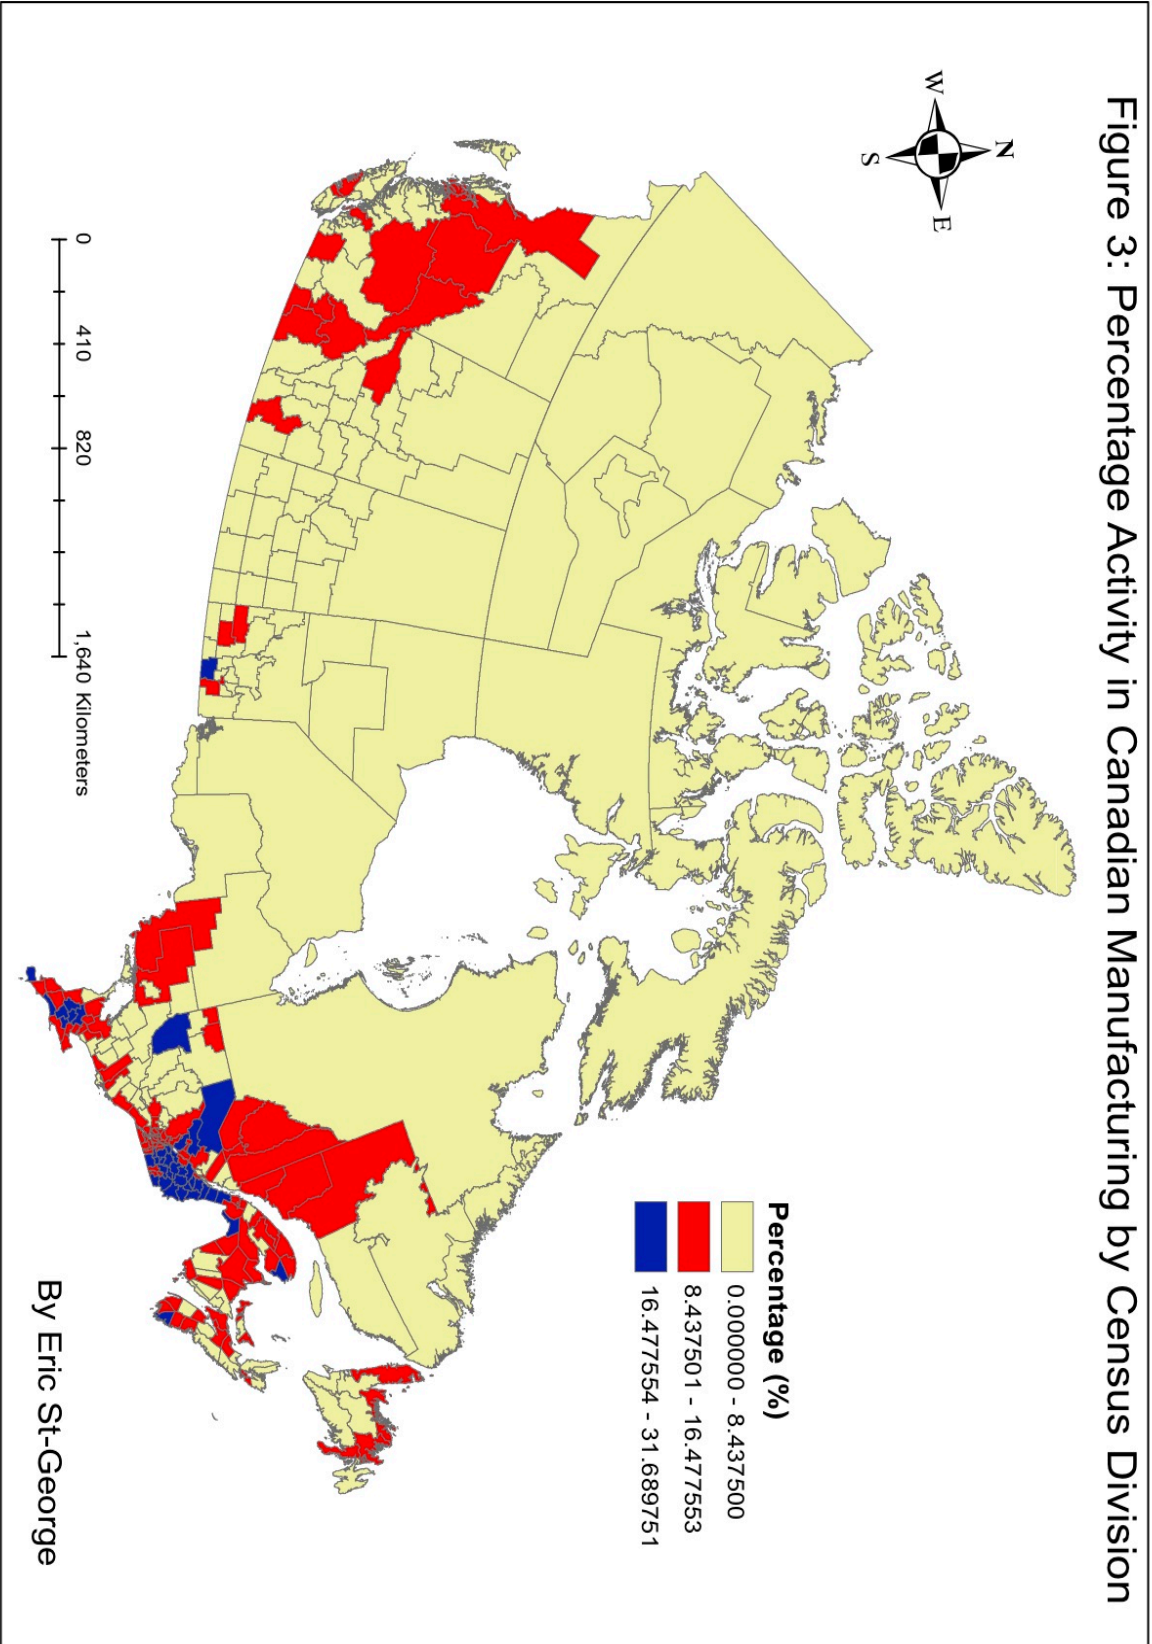 Figure 3: Percentage Activity in Canadian Manufacturing by Census Division
N
W
E
S
Percentage (%)
0.000000 - 8.437500
8.437501 - 16.477553
16.477554 - 31.689751
0 410 820 1,640 Kilometers
By Eric St-George